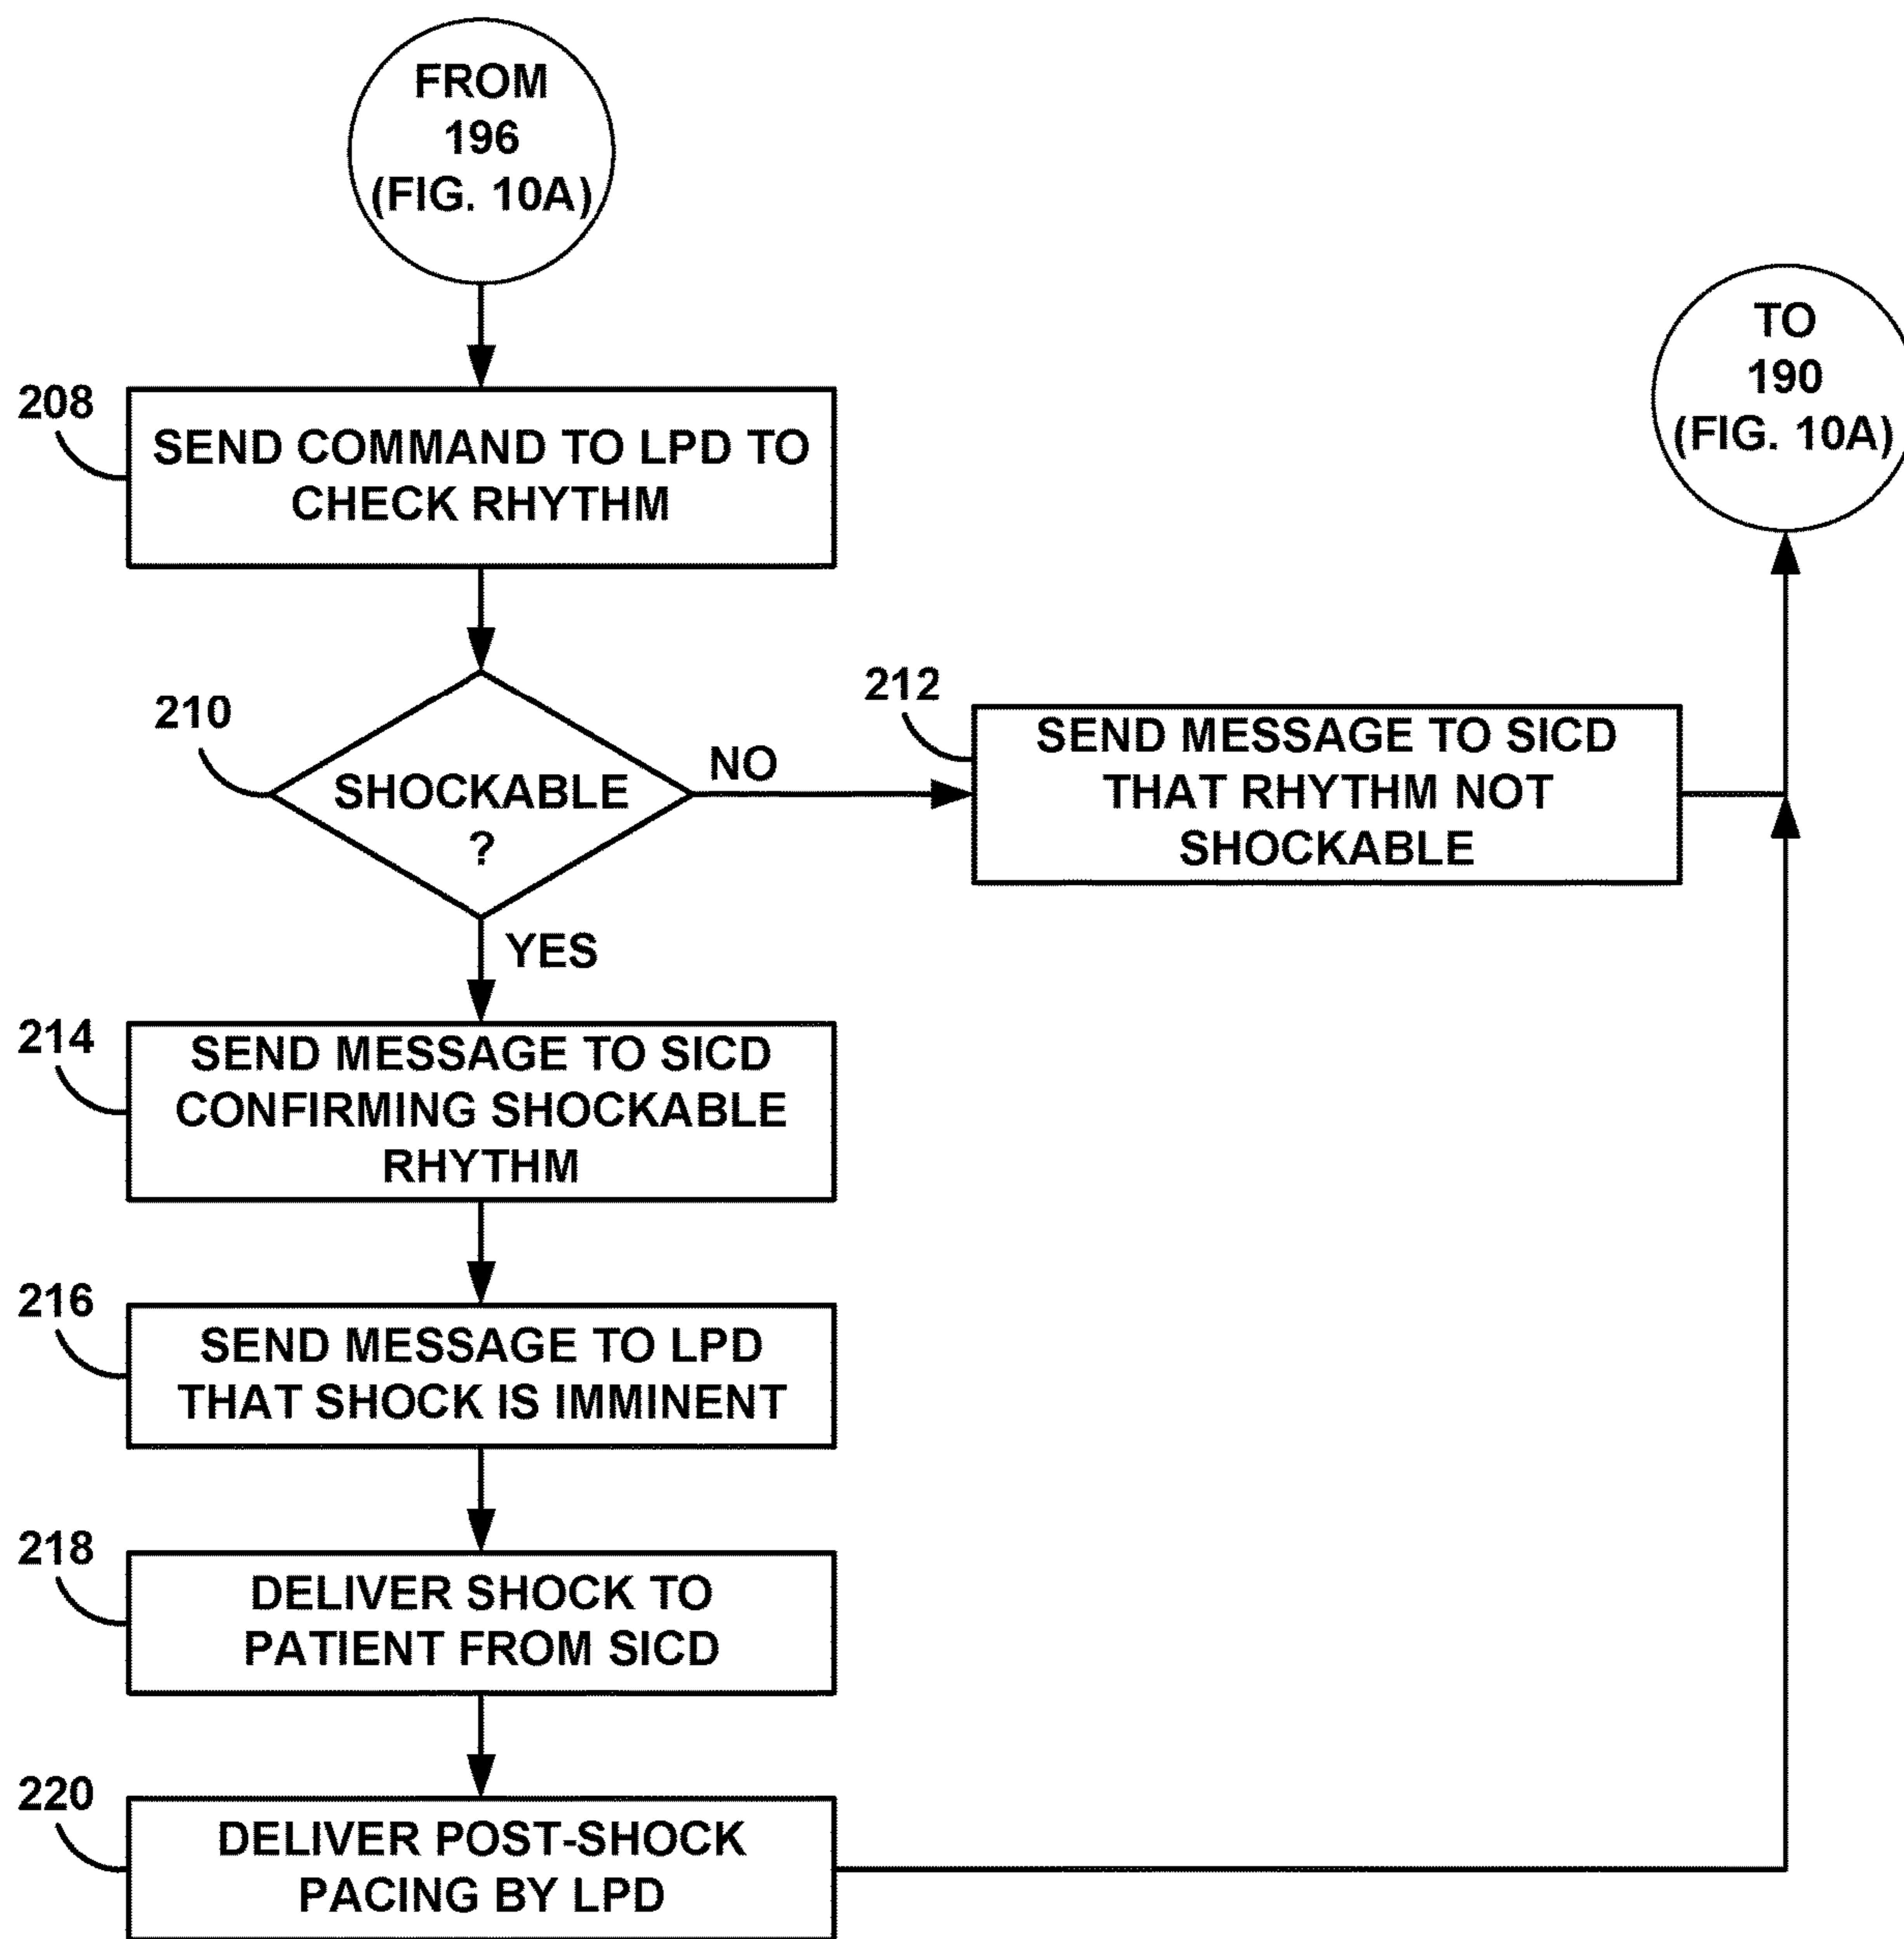 FROM
196
(FIG. 10A)
TO
190
(FIG. 10A)
208
SEND COMMAND TO LPD TO
CHECK RHYTHM
210
SHOCKABLE
?
NO
212
SEND MESSAGE TO SICD
THAT RHYTHM NOT
SHOCKABLE
YES
214
SEND MESSAGE TO SICD
CONFIRMING SHOCKABLE
RHYTHM
216
SEND MESSAGE TO LPD
THAT SHOCK IS IMMINENT
218
DELIVER SHOCK TO
PATIENT FROM SICD
220
DELIVER POST-SHOCK
PACING BY LPD